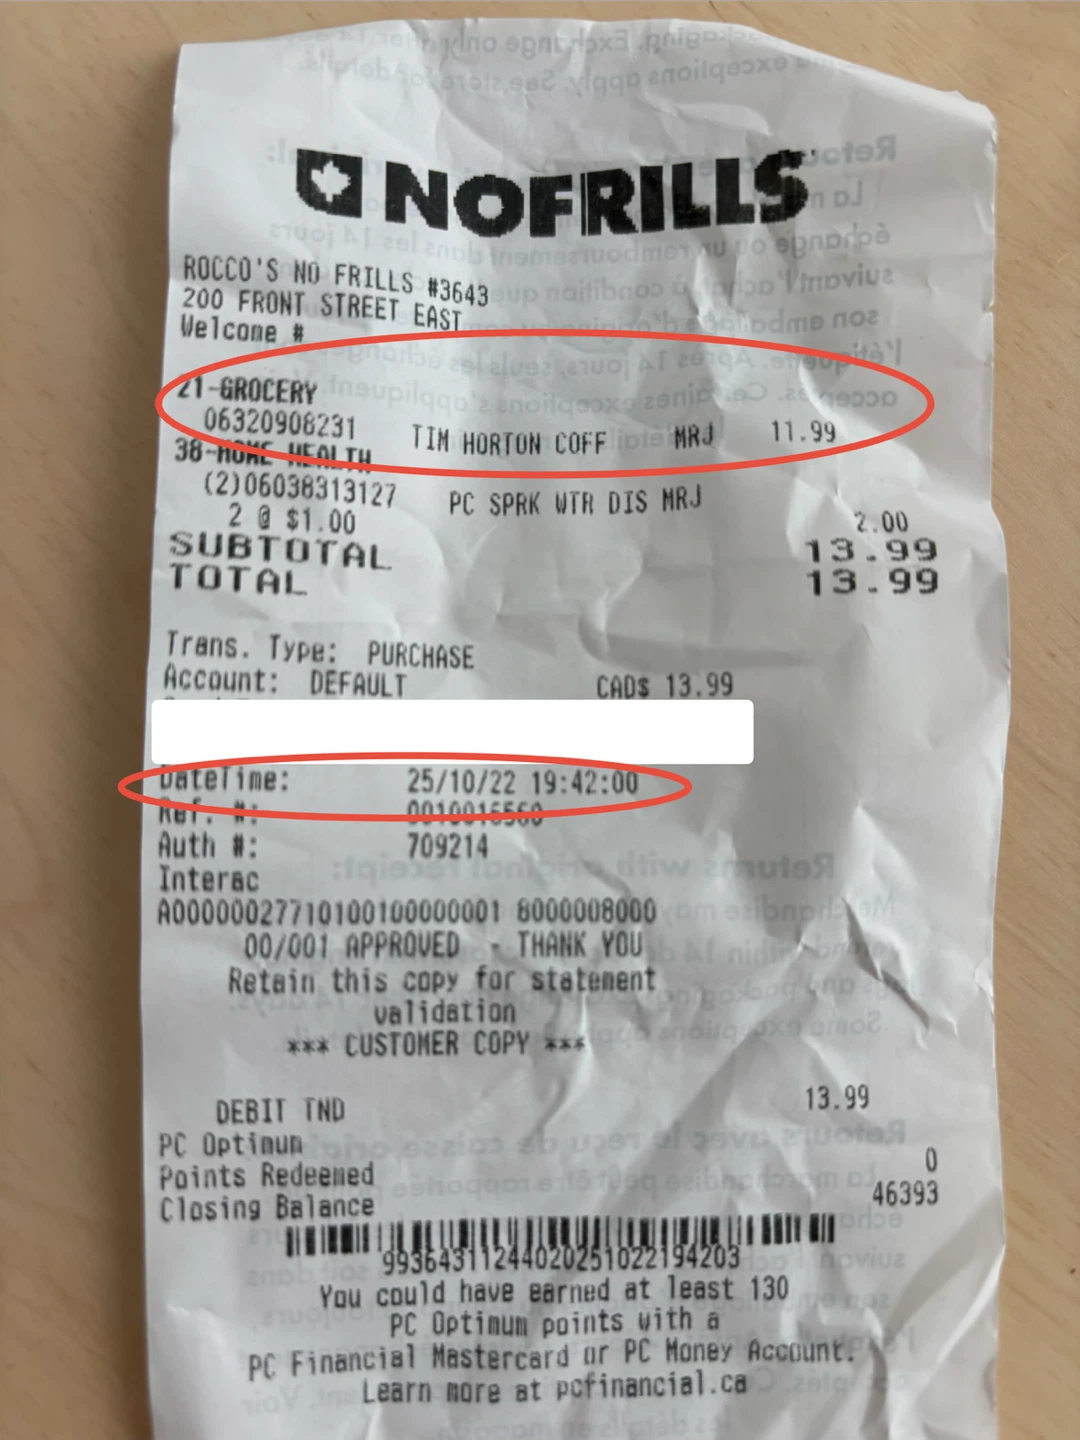 NOFRILLS
ROCCO'S NO FRILLS #3643
200 FRONT STREET EAST
Welcome #
21-GROCERY
06320908231 TIM HORTON COFF MRJ 11.99
38-HOME HEALTH
(2)06038313127 PC SPRK WTR DIS MRJ
2 @ $1.00 2.00
SUBTOTAL 13.99
TOTAL 13.99
Trans. Type: PURCHASE
Account: DEFAULT CAD$ 13.99
DateTime: 25/10/22 19:42:00
Ref. #: 0010016560
Auth #: 709214
Interac
A00000027710100100000001 8000008000
00/001 APPROVED - THANK YOU
Retain this copy for statement
validation
*** CUSTOMER COPY ***
DEBIT TND 13.99
PC Optimum
Points Redeemed 0
Closing Balance 46393
99364311244020251022194203
You could have earned at least 130
PC Optimum points with a
PC Financial Mastercard or PC Money Account.
Learn more at pcfinancial.ca